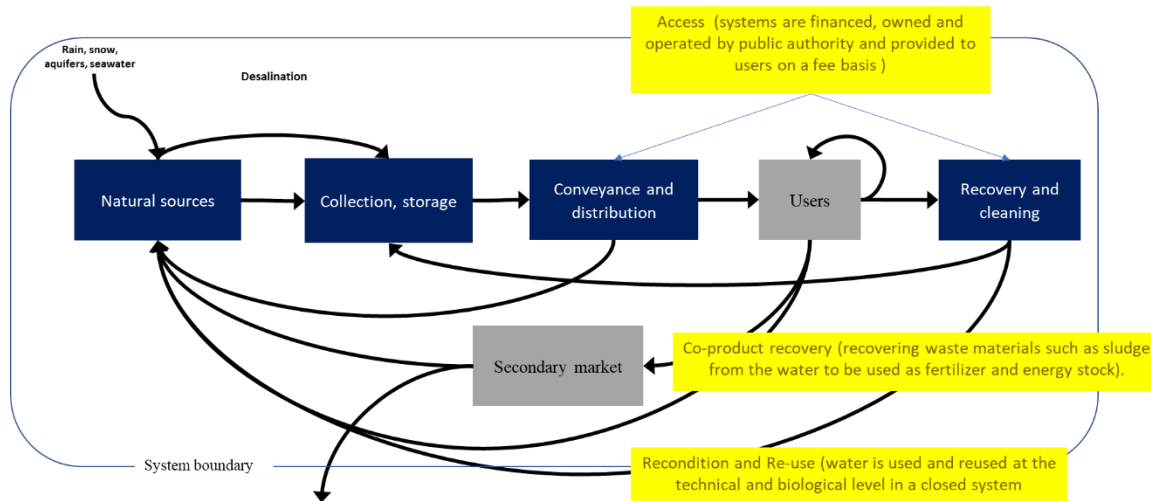 Access (systems are financed, owned and
operated by public authority and provided to
users on a fee basis )
Rain, snow,
aquifers, seawater
Desalination
Natural sources
Collection, storage
Conveyance and
distribution
Users
Recovery and
cleaning
Secondary market
Co-product recovery (recovering waste materials such as sludge
from the water to be used as fertilizer and energy stock).
System boundary
Recondition and Re-use (water is used and reused at the
technical and biological level in a closed system